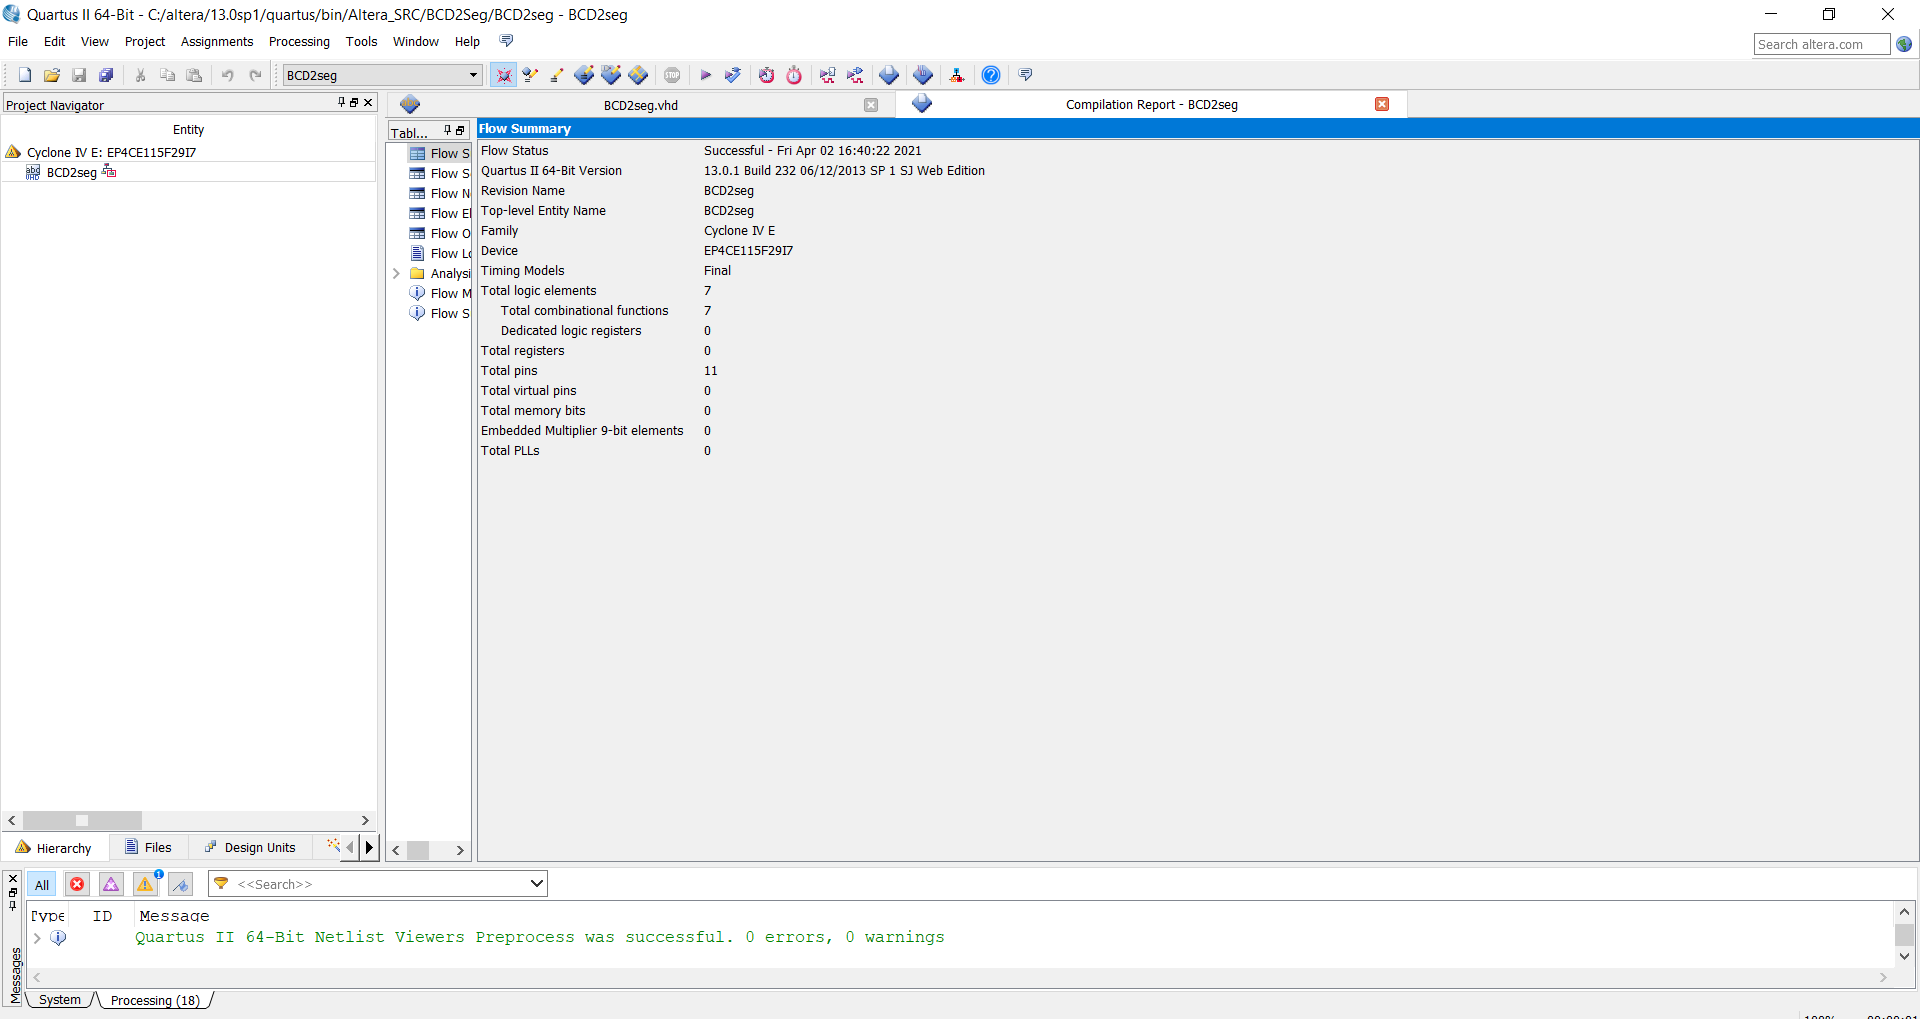 Quartus II 64-Bit - C:/altera/13.0sp1/quartus/bin/Altera_SRC/BCD2Seg/BCD2seg - BCD2seg
File Edit View Project Assignments Processing Tools Window Help
Search altera.com
BCD2seg
STOP
Project Navigator
Entity
Cyclone IV E: EP4CE115F29I7
BCD2seg
BCD2seg.vhd
Compilation Report - BCD2seg
Tabl...
Flow S
Flow S
Flow N
Flow El
Flow O
Flow Lo
Analysi
Flow M
Flow S
Flow Summary
Flow Status Successful - Fri Apr 02 16:40:22 2021
Quartus II 64-Bit Version 13.0.1 Build 232 06/12/2013 SP 1 SJ Web Edition
Revision Name BCD2seg
Top-level Entity Name BCD2seg
Family Cyclone IV E
Device EP4CE115F29I7
Timing Models Final
Total logic elements 7
Total combinational functions 7
Dedicated logic registers 0
Total registers 0
Total pins 11
Total virtual pins 0
Total memory bits 0
Embedded Multiplier 9-bit elements 0
Total PLLs 0
Hierarchy Files Design Units
All <<Search>>
Type ID Message
Quartus II 64-Bit Netlist Viewers Preprocess was successful. 0 errors, 0 warnings
Messages
System Processing (18)